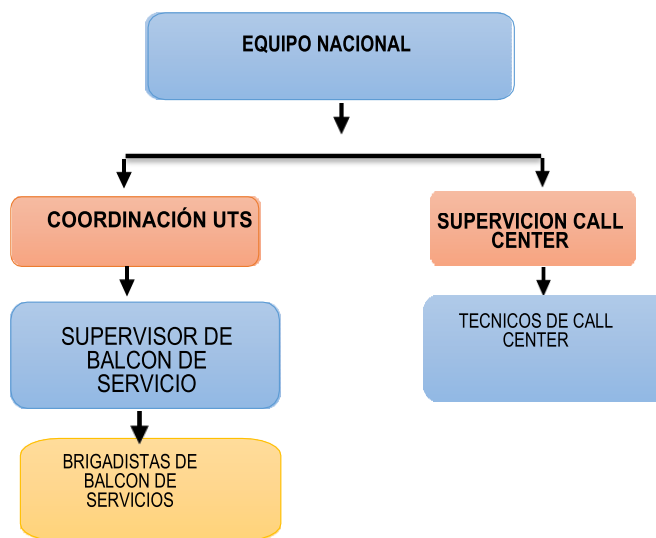 EQUIPO NACIONAL
COORDINACIÓN UTS
SUPERVICION CALL
CENTER
SUPERVISOR DE
BALCON DE
SERVICIO
TECNICOS DE CALL
CENTER
BRIGADISTAS DE
BALCON DE
SERVICIOS